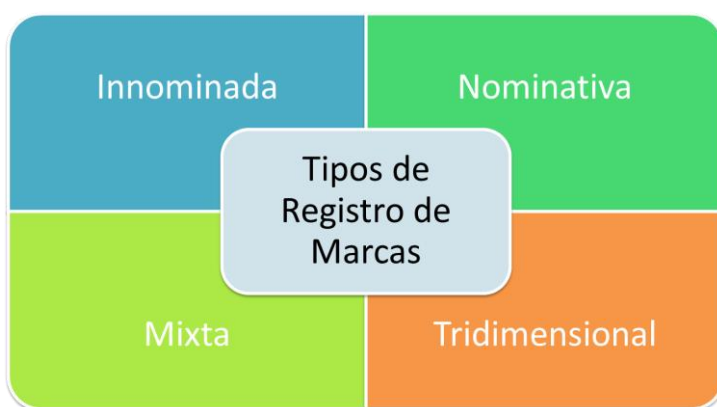 Innominada
Nominativa
Tipos de
Registro de
Marcas
Mixta
Tridimensional